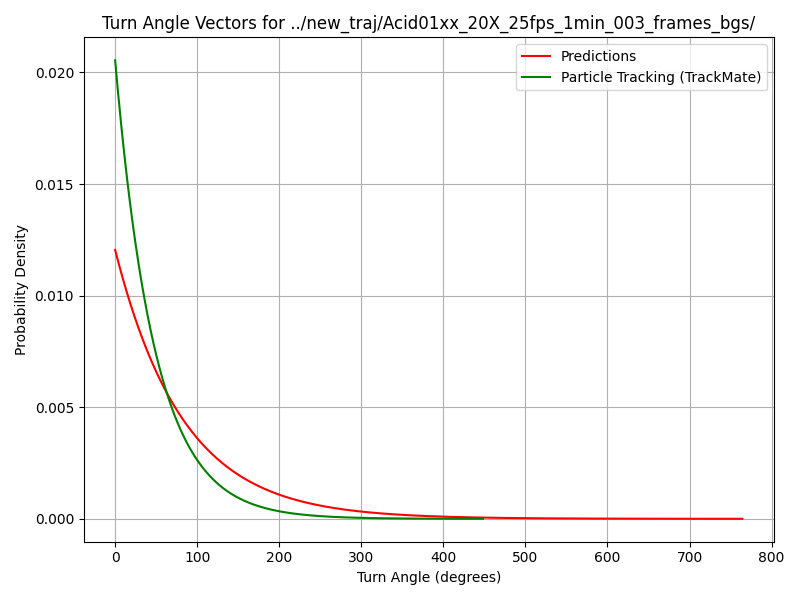 Turn Angle Vectors for ../new_traj/Acid01xx_20X_25fps_1min_003_frames_bgs/
Predictions
Particle Tracking (TrackMate)
0.020
0.015
0.010
0.005
0.000
Probability Density
0 100 200 300 400 500 600 700 800
Turn Angle (degrees)